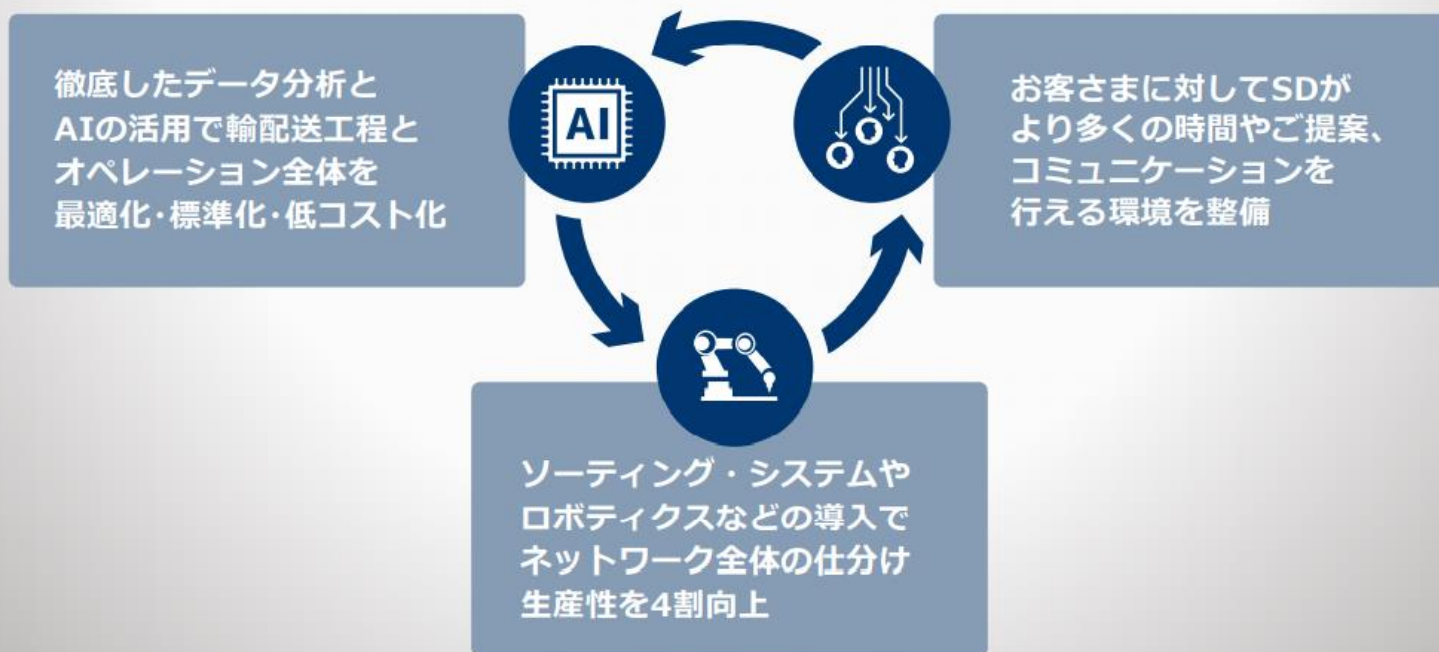 徹底したデータ分析と
AIの活用で輸配送工程と
オペレーション全体を
最適化･標準化･低コスト化
AI
お客さまに対してSDが
より多くの時間やご提案、
コミュニケーションを
行える環境を整備
ソーティング・システムや
ロボティクスなどの導入で
ネットワーク全体の仕分け
生産性を4割向上